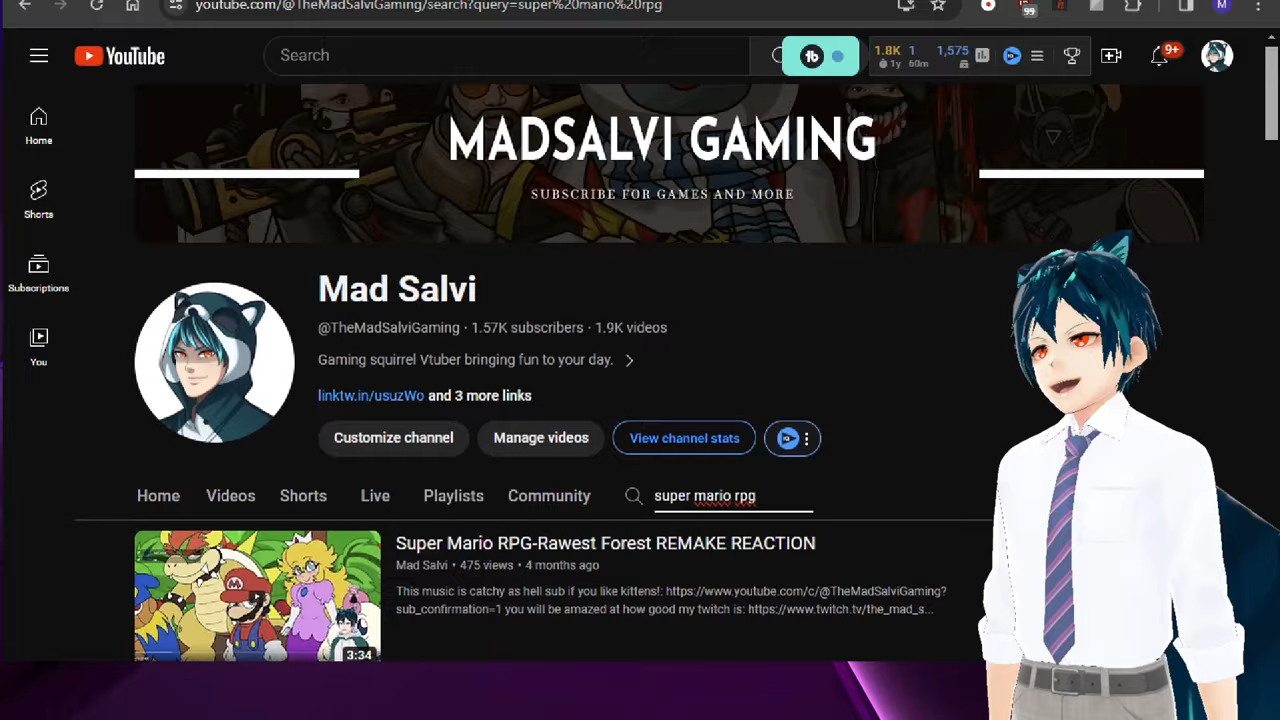 youtube.com/@TheMadSalviGaming/search?query=super%20mario%20rpg
99
M
YouTube
Search
1.8K 1 1,575
1y 60m
9+
Home
Shorts
Subscriptions
You
MADSALVI GAMING
SUBSCRIBE FOR GAMES AND MORE
Mad Salvi
@TheMadSalviGaming · 1.57K subscribers · 1.9K videos
Gaming squirrel Vtuber bringing fun to your day.
linktw.in/usuzWo and 3 more links
Customize channel Manage videos View channel stats
Home Videos Shorts Live Playlists Community super mario rpg
Super Mario RPG-Rawest Forest REMAKE REACTION
Mad Salvi · 475 views · 4 months ago
This music is catchy as hell sub if you like kittens!: https://www.youtube.com/c/@TheMadSalviGaming?
sub_confirmation=1 you will be amazed at how good my twitch is: https://www.twitch.tv/the_mad_s...
3:34